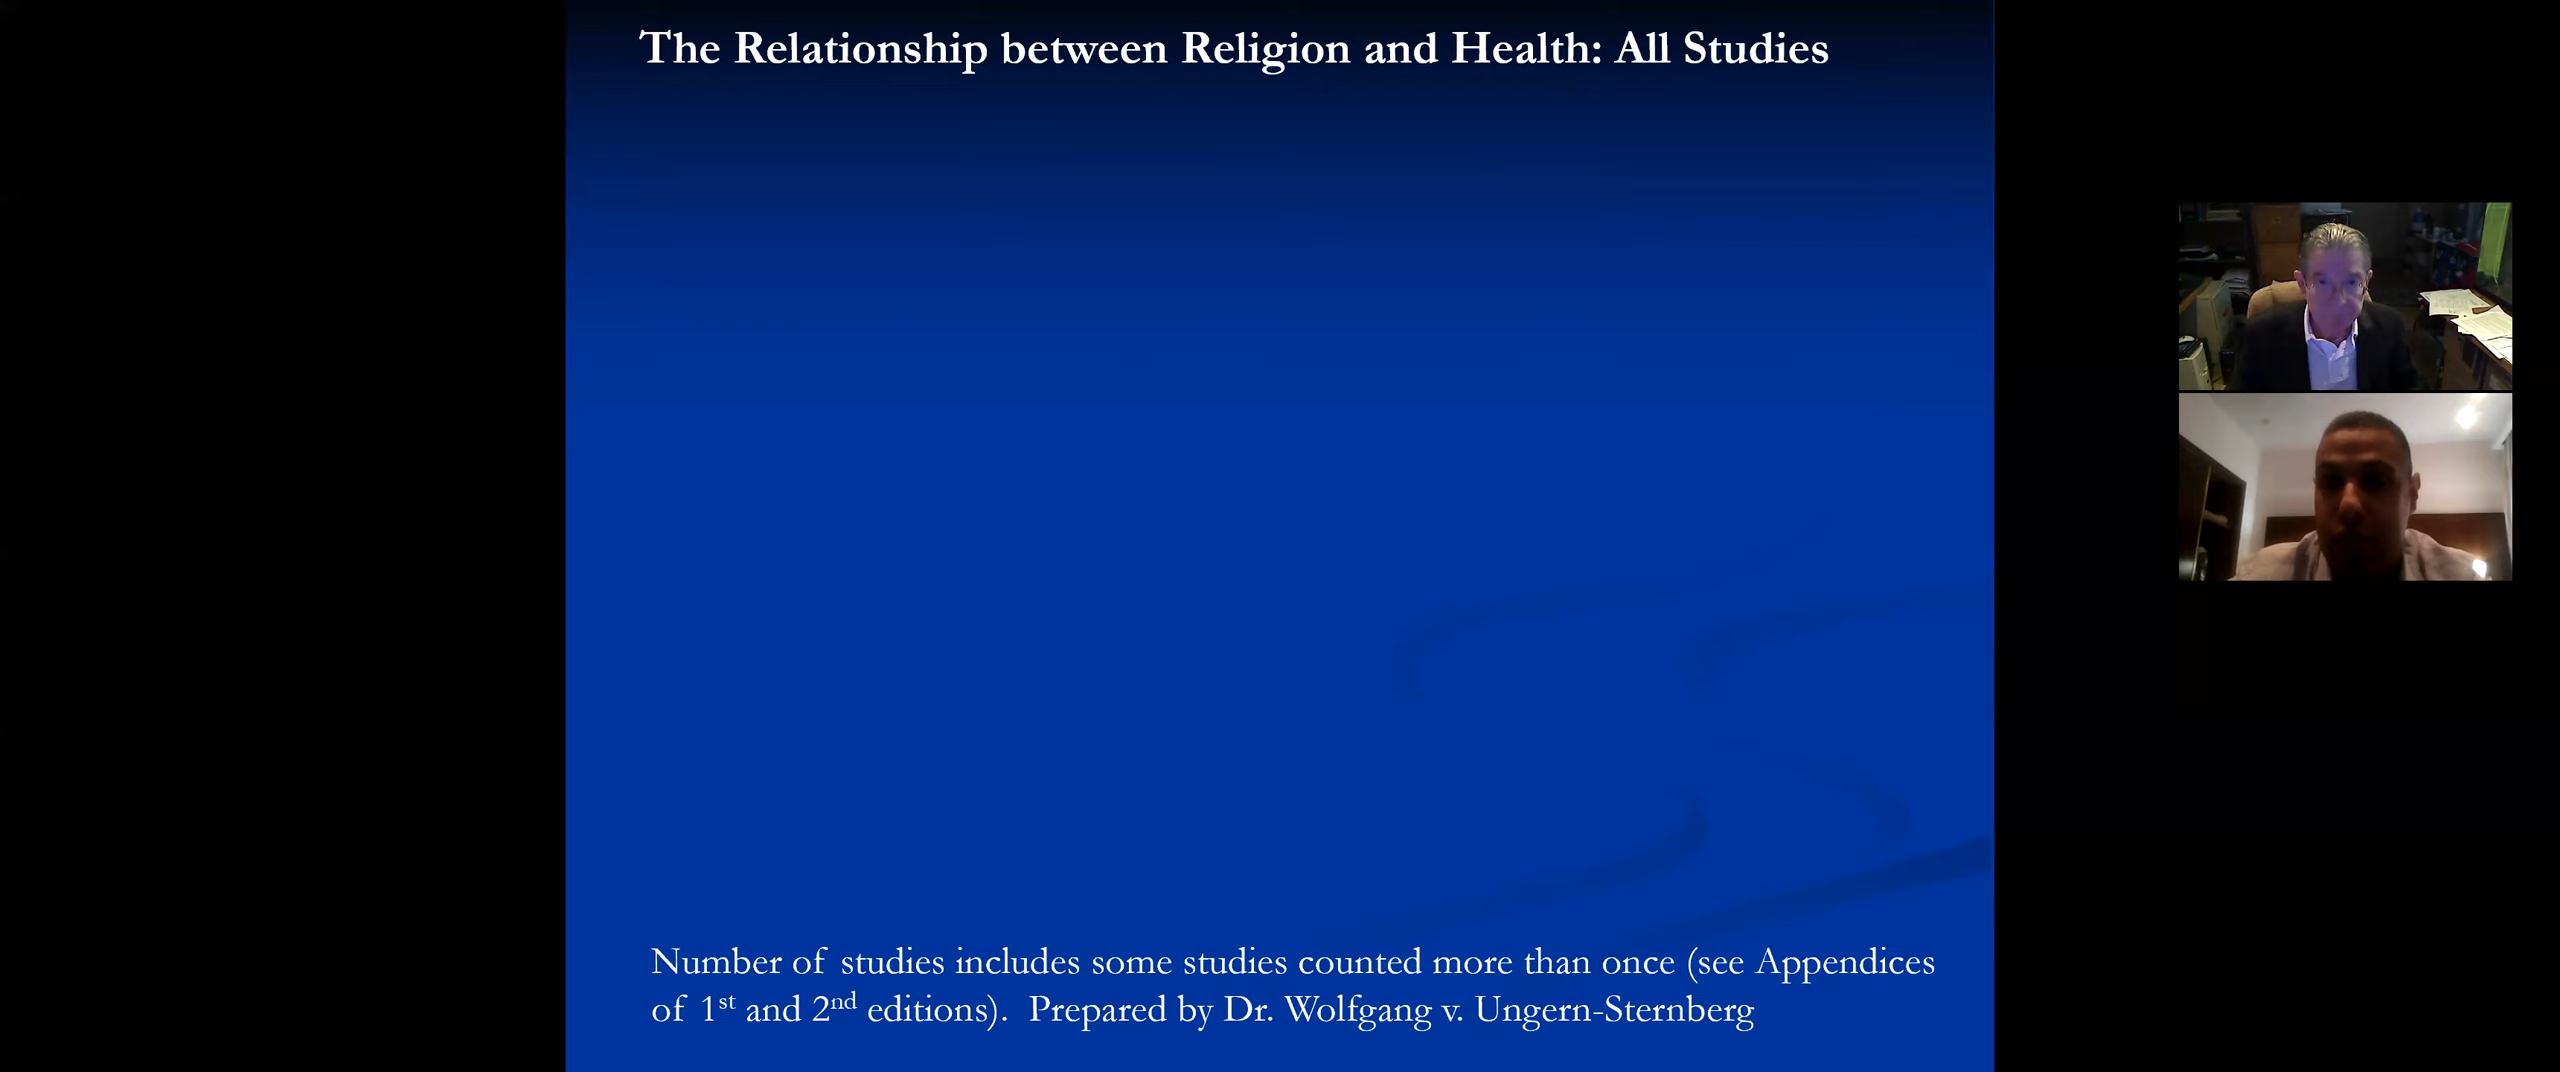 The Relationship between Religion and Health: All Studies
Number of studies includes some studies counted more than once (see Appendices
of 1st and 2nd editions).  Prepared by Dr. Wolfgang v. Ungern-Sternberg